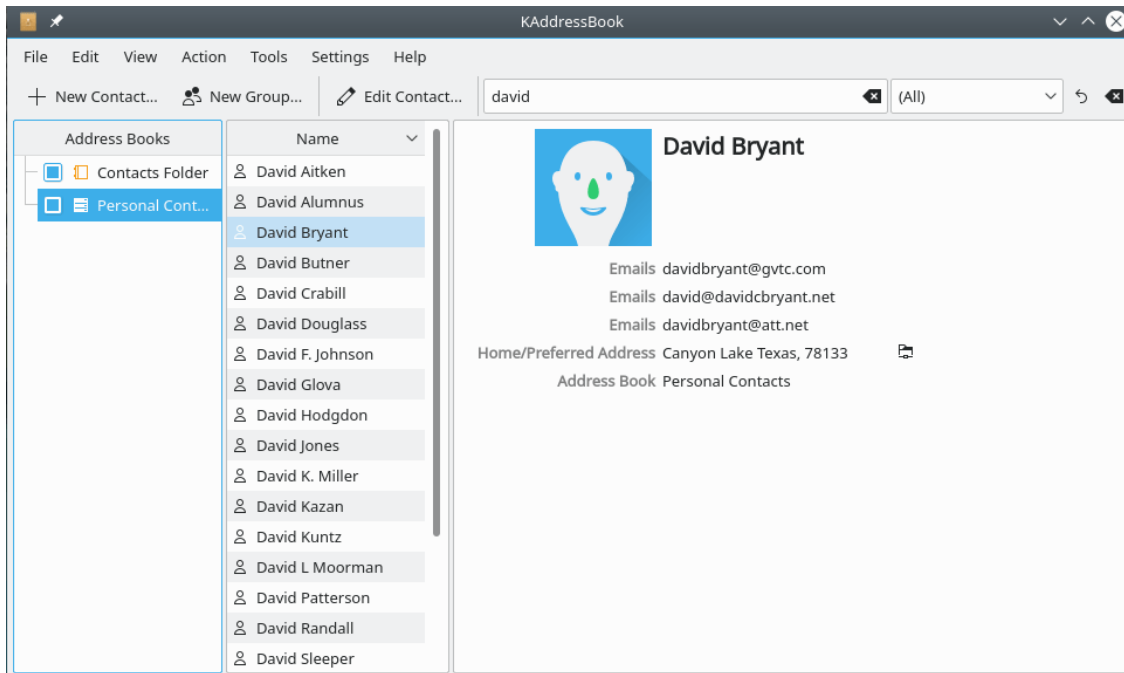 KAddressBook
File Edit View Action Tools Settings Help
New Contact... New Group... Edit Contact... david (All)
Address Books
Contacts Folder
Personal Cont...
Name
David Aitken
David Alumnus
David Bryant
David Butner
David Crabill
David Douglass
David F. Johnson
David Glova
David Hodgdon
David Jones
David K. Miller
David Kazan
David Kuntz
David L Moorman
David Patterson
David Randall
David Sleeper
David Bryant
Emails davidbryant@gvtc.com
Emails david@davidcbryant.net
Emails davidbryant@att.net
Home/Preferred Address Canyon Lake Texas, 78133
Address Book Personal Contacts